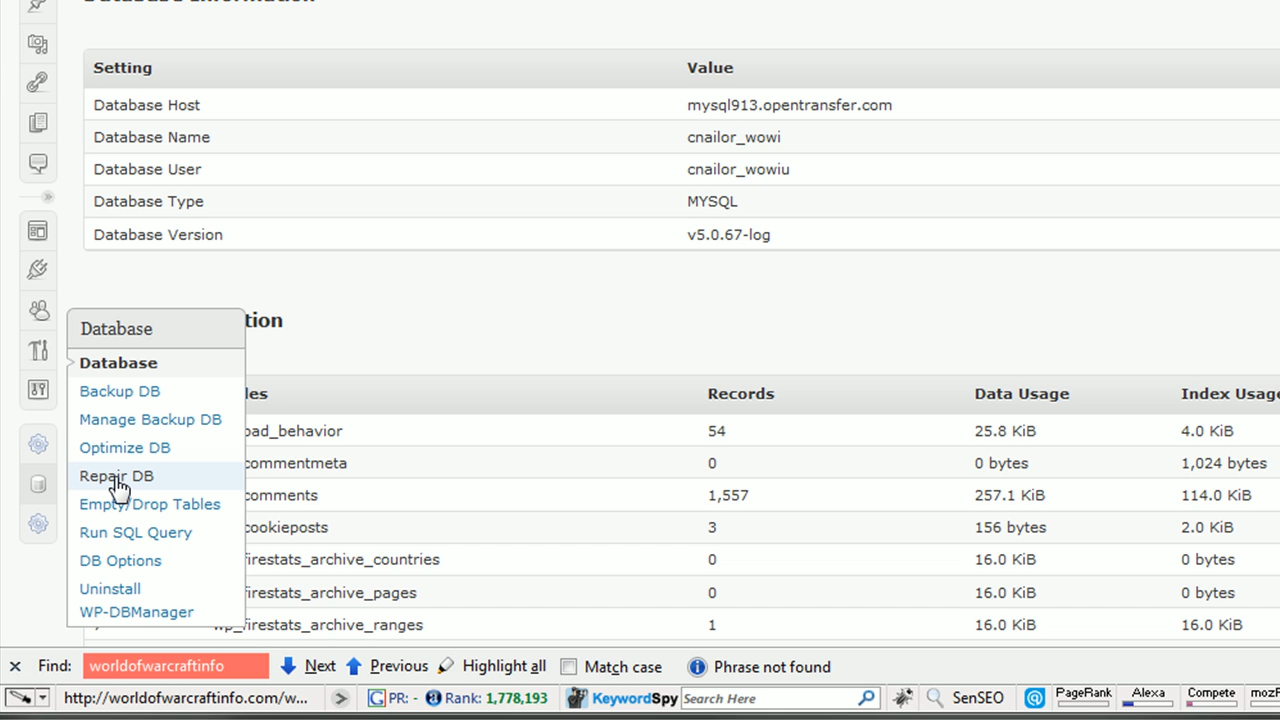 Database Information
Setting Value
Database Host mysql913.opentransfer.com
Database Name cnailor_wowi
Database User cnailor_wowiu
Database Type MYSQL
Database Version v5.0.67-log
Database
tion
Database
les Records Data Usage Index Usage
Backup DB
Manage Backup DB
bad_behavior 54 25.8 KiB 4.0 KiB
Optimize DB
commentmeta 0 0 bytes 1,024 bytes
Repair DB
comments 1,557 257.1 KiB 114.0 KiB
Empty/Drop Tables
Run SQL Query
cookieposts 3 156 bytes 2.0 KiB
DB Options
firestats_archive_countries 0 16.0 KiB 0 bytes
Uninstall
WP-DBManager
firestats_archive_pages 0 16.0 KiB 0 bytes
wp_firestats_archive_ranges 1 16.0 KiB 16.0 KiB
Find: worldofwarcraftinfo Next Previous Highlight all Match case Phrase not found
http://worldofwarcraftinfo.com/w... PR: - Rank: 1,778,193 KeywordSpy Search Here SenSEO PageRank Alexa Compete mozR